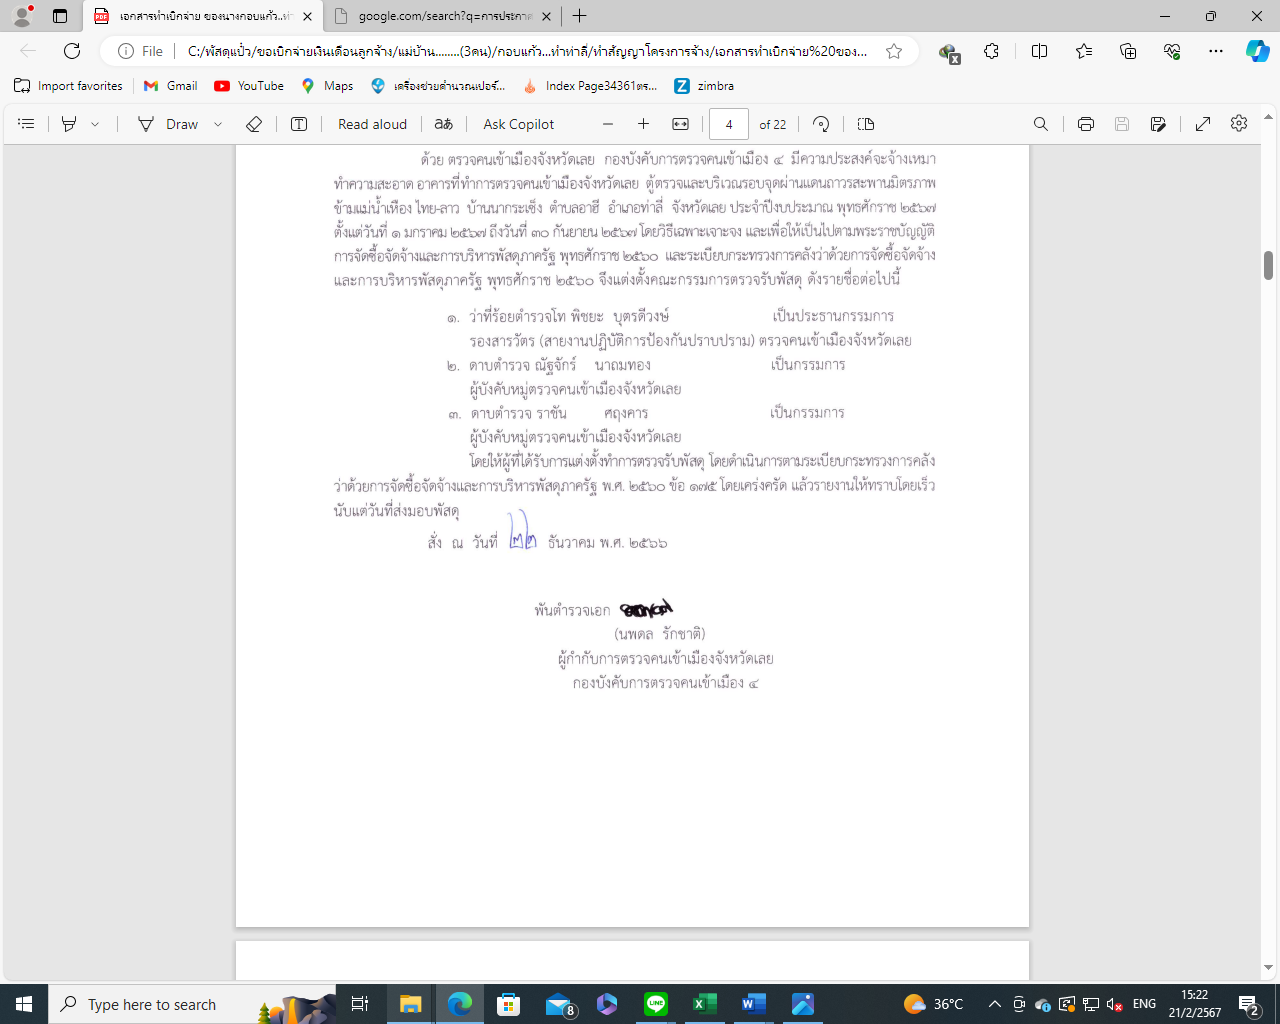 เอกสารทำเบิกจ่าย ของนางกอบแก้ว..ทำ
google.com/search?q=การประกาศ
File
C:/พัสดุแป๋ว/ขอเบิกจ่ายเงินเดือนลูกจ้าง/แม่บ้าน........(3คน)/กอบแก้ว...ทำท่าลี่/ทำสัญญาโครงการจ้าง/เอกสารทำเบิกจ่าย%20ของ...
Import favorites
Gmail
YouTube
Maps
เครื่องช่วยคำนวณเปอร์...
Index Page34361ตร...
zimbra
Draw
Read aloud
Ask Copilot
4
of 22
ด้วย ตรวจคนเข้าเมืองจังหวัดเลย กองบังคับการตรวจคนเข้าเมือง ๔ มีความประสงค์จะจ้างเหมา
ทำความสะอาด อาคารที่ทำการตรวจคนเข้าเมืองจังหวัดเลย ตู้ตรวจและบริเวณรอบจุดผ่านแดนถาวรสะพานมิตรภาพ
ข้ามแม่น้ำเหือง ไทย-ลาว บ้านนากระเซ็ง ตำบลอาฮี อำเภอท่าลี่ จังหวัดเลย ประจำปีงบประมาณ พุทธศักราช ๒๕๖๗
ตั้งแต่วันที่ ๑ มกราคม ๒๕๖๗ ถึงวันที่ ๓๐ กันยายน ๒๕๖๗ โดยวิธีเฉพาะเจาะจง และเพื่อให้เป็นไปตามพระราชบัญญัติ
การจัดซื้อจัดจ้างและการบริหารพัสดุภาครัฐ พุทธศักราช ๒๕๖๐ และระเบียบกระทรวงการคลังว่าด้วยการจัดซื้อจัดจ้าง
และการบริหารพัสดุภาครัฐ พุทธศักราช ๒๕๖๐ จึงแต่งตั้งคณะกรรมการตรวจรับพัสดุ ดังรายชื่อต่อไปนี้
๑. ว่าที่ร้อยตำรวจโท พิชยะ บุตรดีวงษ์ เป็นประธานกรรมการ
รองสารวัตร (สายงานปฏิบัติการป้องกันปราบปราม) ตรวจคนเข้าเมืองจังหวัดเลย
๒. ดาบตำรวจ ณัฐจักร์ นาถมทอง เป็นกรรมการ
ผู้บังคับหมู่ตรวจคนเข้าเมืองจังหวัดเลย
๓. ดาบตำรวจ ราชัน ศฤงคาร เป็นกรรมการ
ผู้บังคับหมู่ตรวจคนเข้าเมืองจังหวัดเลย
โดยให้ผู้ที่ได้รับการแต่งตั้งทำการตรวจรับพัสดุ โดยดำเนินการตามระเบียบกระทรวงการคลัง
ว่าด้วยการจัดซื้อจัดจ้างและการบริหารพัสดุภาครัฐ พ.ศ. ๒๕๖๐ ข้อ ๑๗๕ โดยเคร่งครัด แล้วรายงานให้ทราบโดยเร็ว
นับแต่วันที่ส่งมอบพัสดุ
สั่ง ณ วันที่ ๒๒ ธันวาคม พ.ศ. ๒๕๖๖
พันตำรวจเอก
(นพดล รักชาติ)
ผู้กำกับการตรวจคนเข้าเมืองจังหวัดเลย
กองบังคับการตรวจคนเข้าเมือง ๔
Type here to search
8
36°C
ENG
15:22
21/2/2567
2